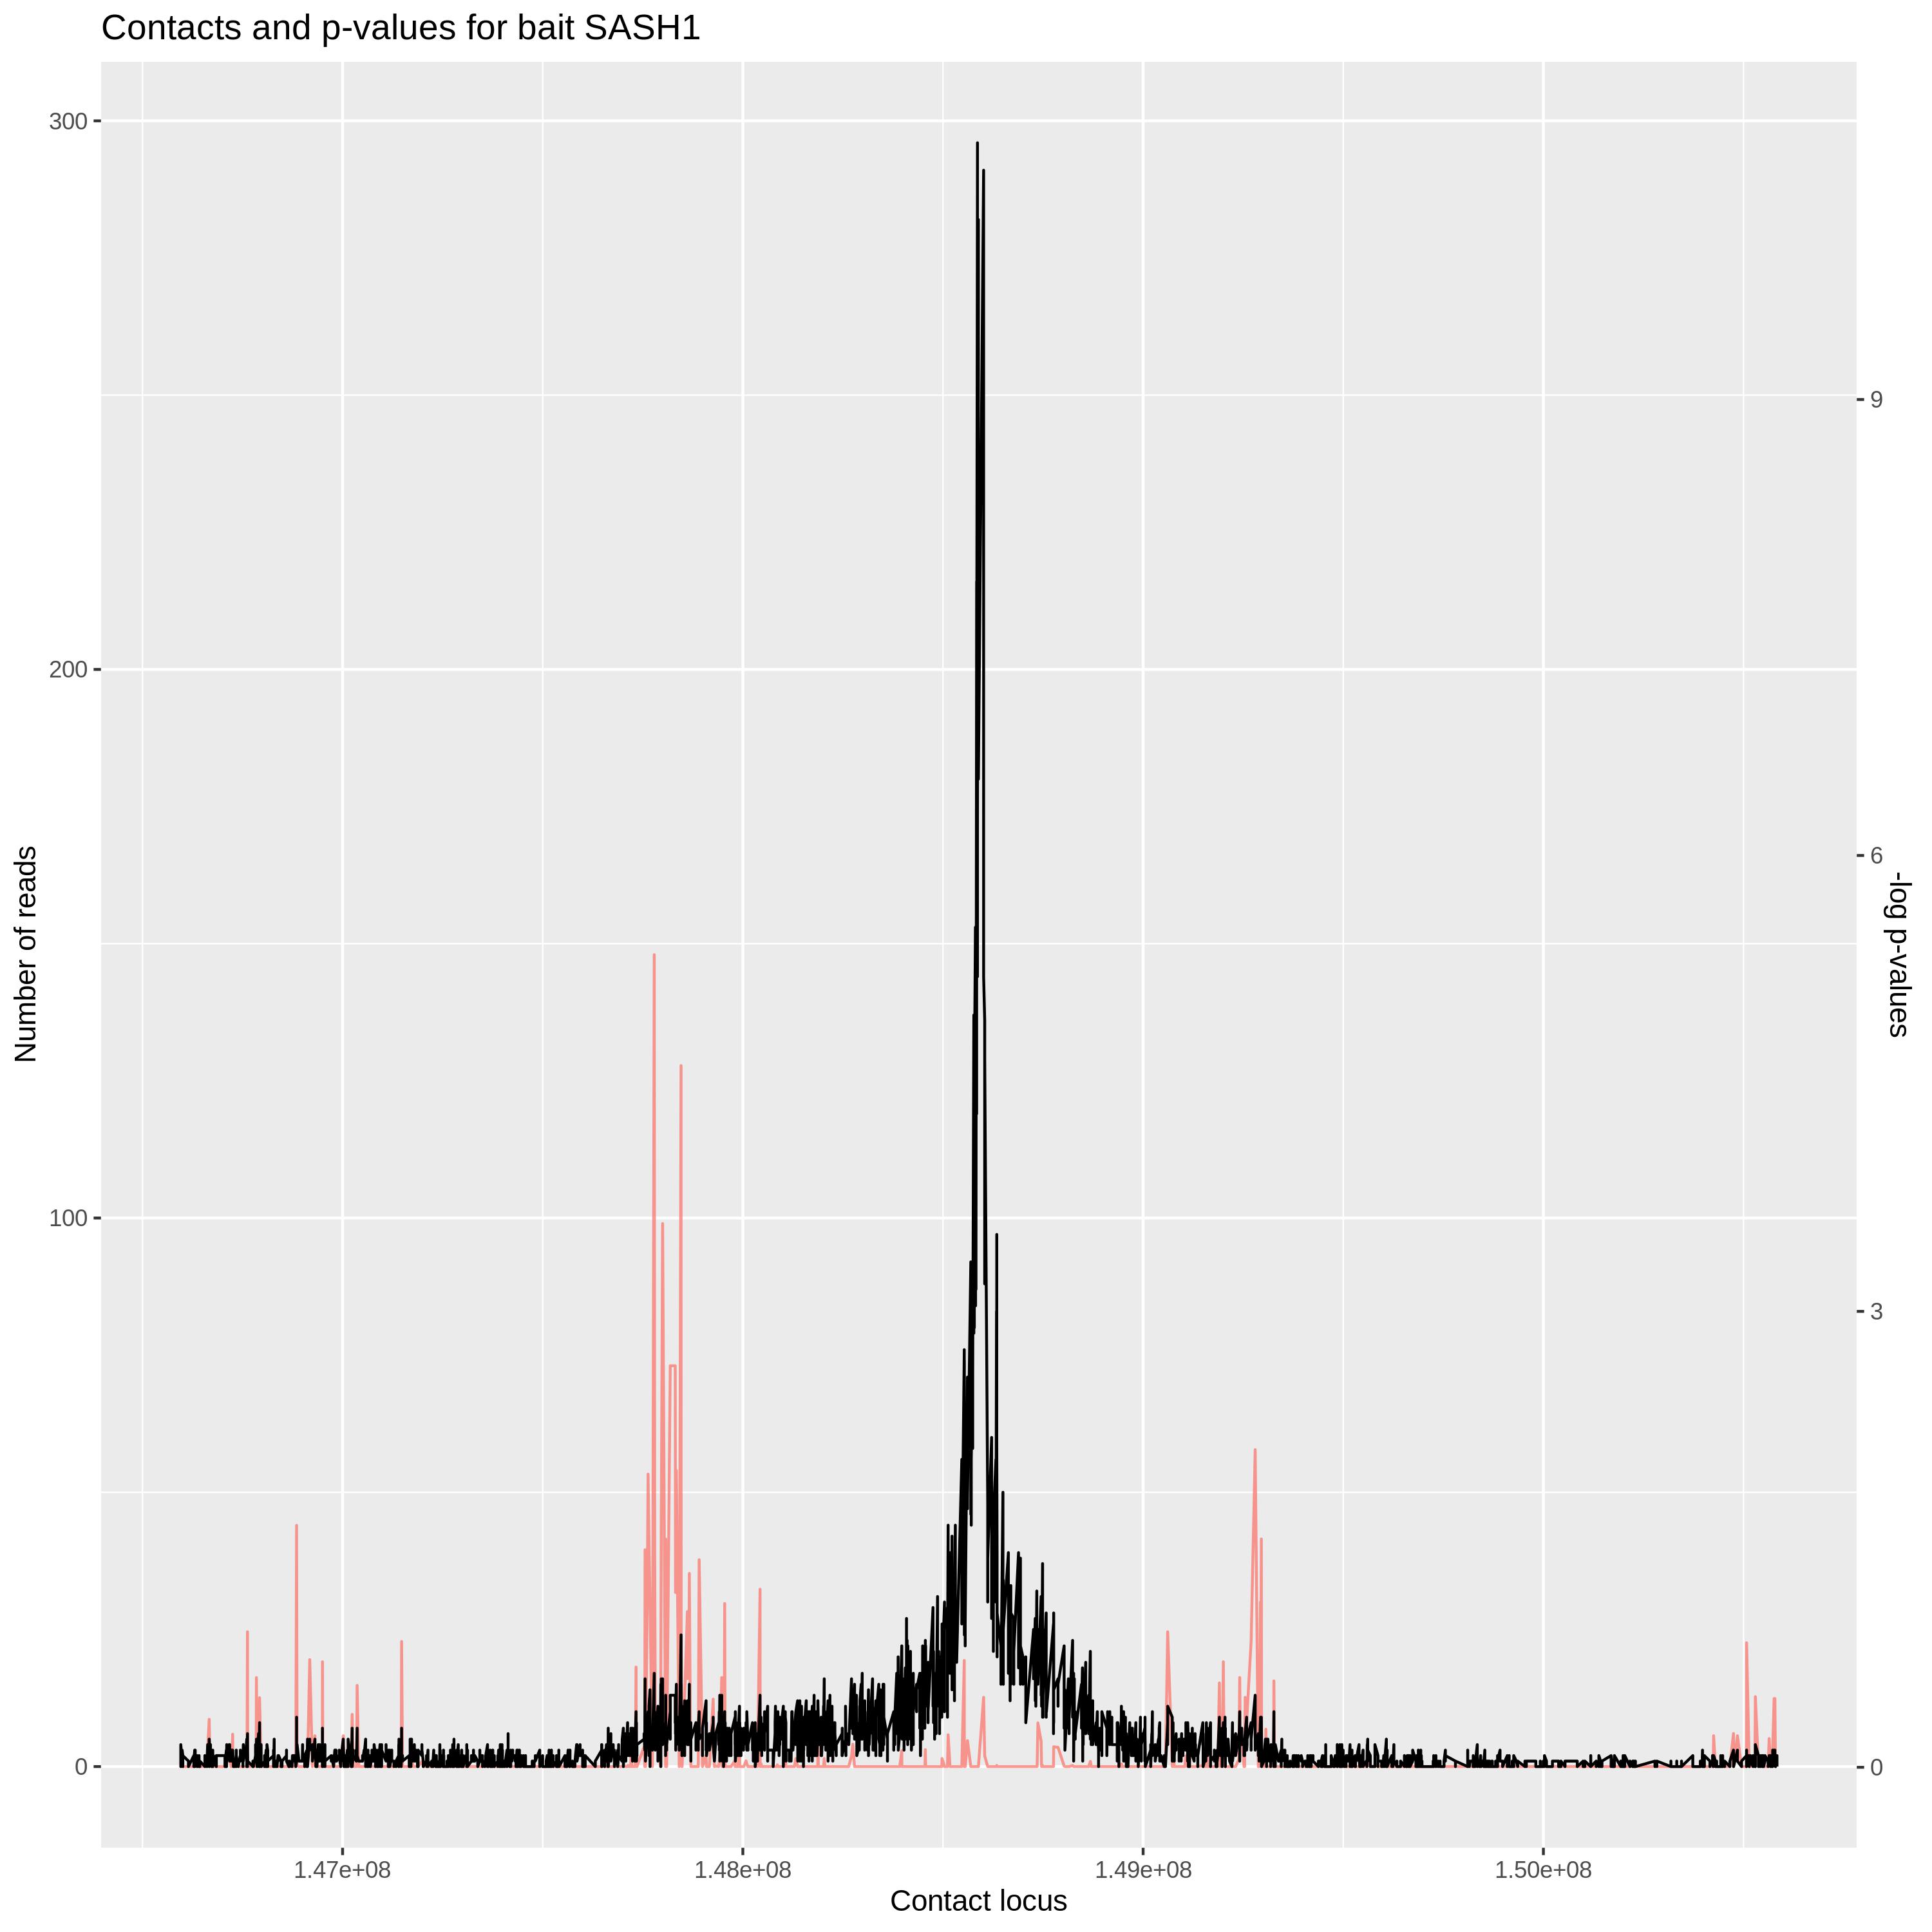 Contacts and p-values for bait SASH1
300
200
100
0
Number of reads
9
6
3
0
-log p-values
1.47e+08
1.48e+08
1.49e+08
1.50e+08
Contact locus